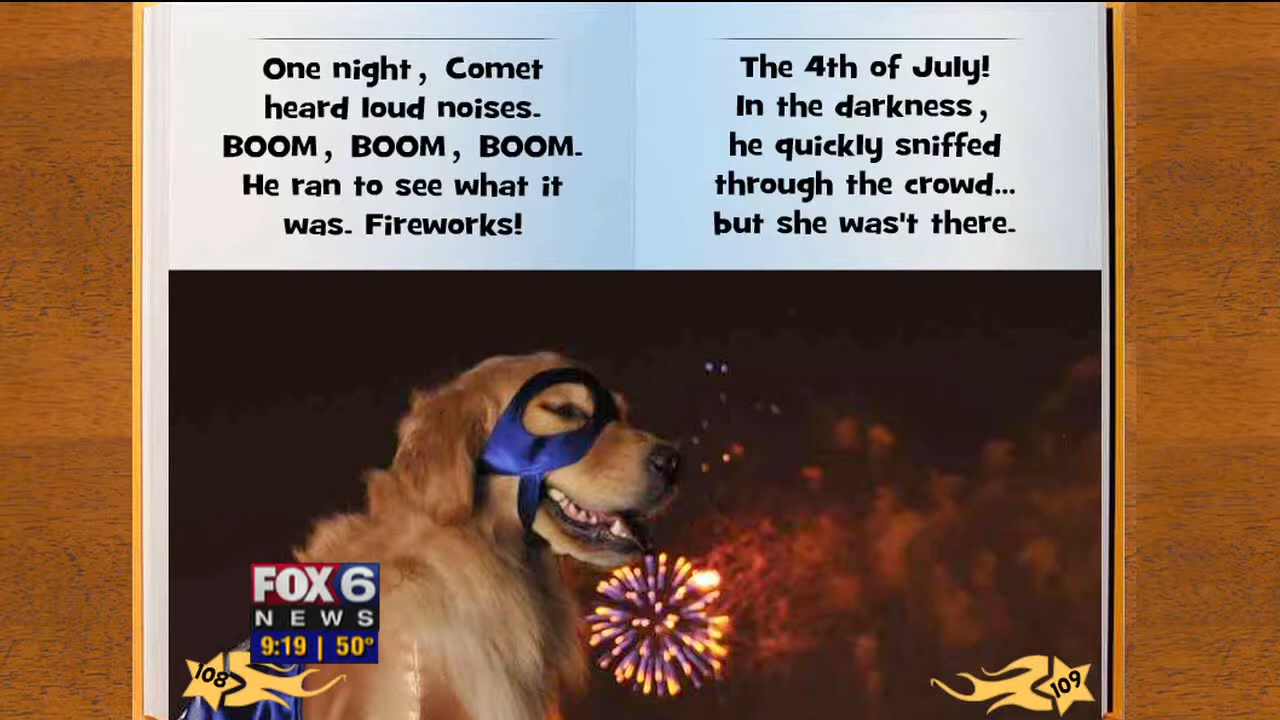 One night, Comet
heard loud noises.
BOOM, BOOM, BOOM.
He ran to see what it
was. Fireworks!
The 4th of July!
In the darkness,
he quickly sniffed
through the crowd...
but she was't there.
FOX 6
NEWS
9:19 | 50°
108
109